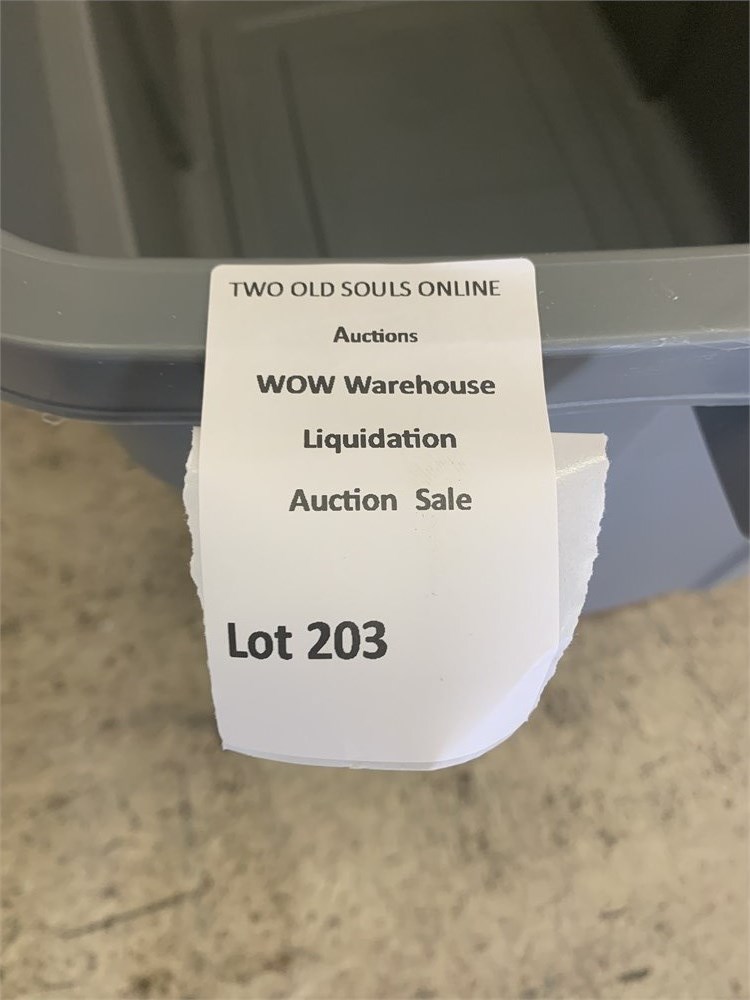 TWO OLD SOULS ONLINE
Auctions
WOW Warehouse
Liquidation
Auction Sale
Lot 203